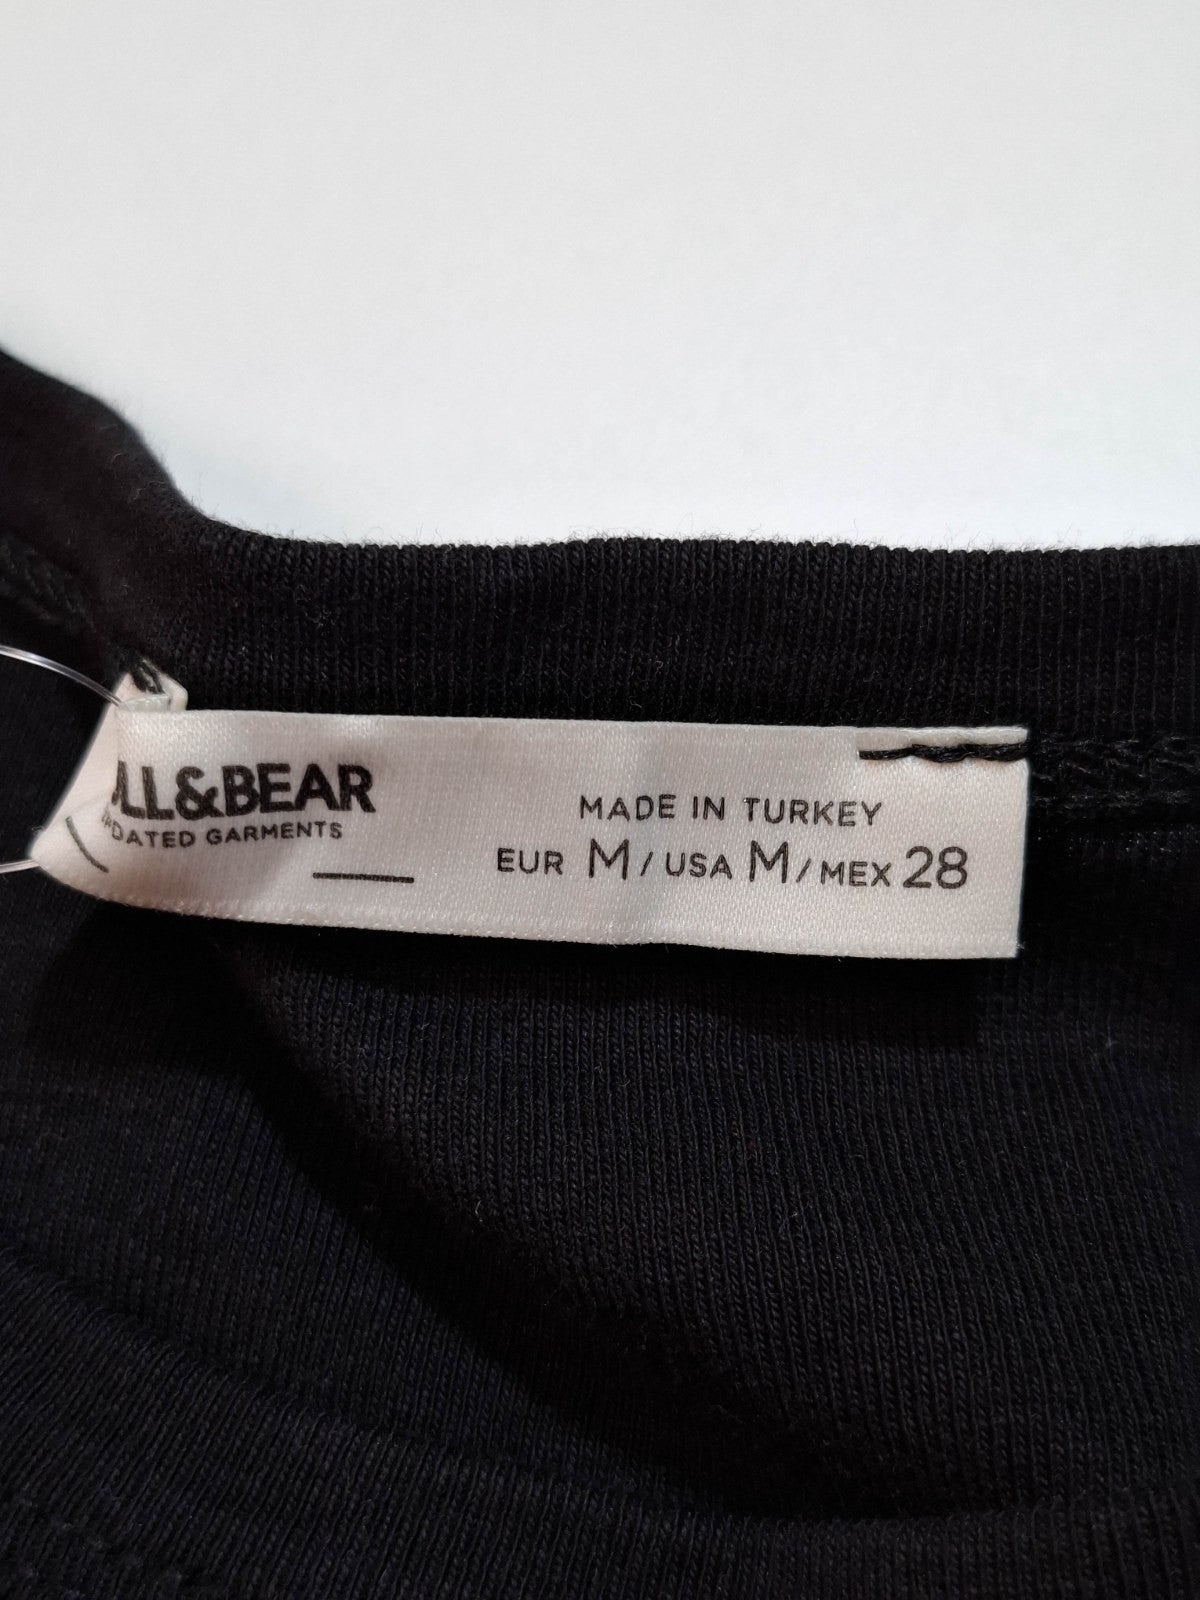 LL&BEAR
DATED GARMENTS
MADE IN TURKEY
EUR M / USA M / MEX 28